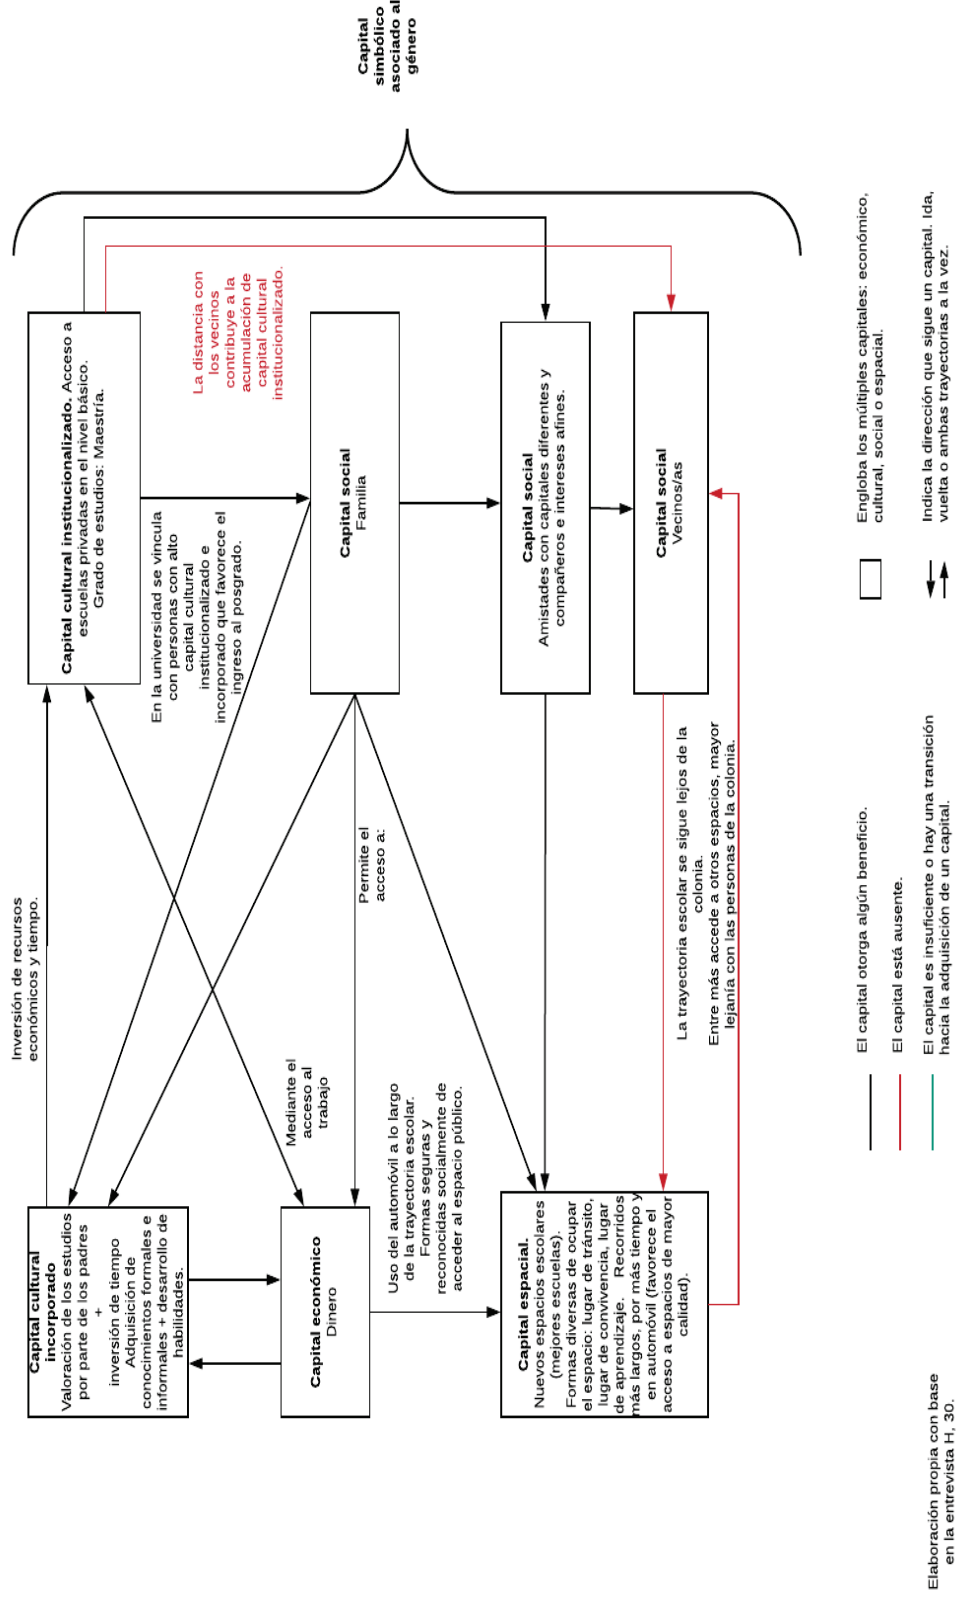 Capital cultural
incorporado
Valoración de los estudios
por parte de los padres
+
inversión de tiempo
Adquisición de
conocimientos formales e
informales + desarrollo de
habilidades.
Inversión de recursos
económicos y tiempo.
Capital cultural institucionalizado. Acceso a
escuelas privadas en el nivel básico.
Grado de estudios: Maestría.
En la universidad se vincula
con personas con alto
capital cultural
institucionalizado e
incorporado que favorece el
ingreso al posgrado.
La distancia con
los vecinos
contribuye a la
acumulación de
capital cultural
institucionalizado.
Mediante el
acceso al
trabajo
Capital económico
Dinero
Permite el
acceso a:
Capital social
Familia
Uso del automóvil a lo largo
de la trayectoria escolar.
Formas seguras y
reconocidas socialmente de
acceder al espacio público.
Capital espacial.
Nuevos espacios escolares
(mejores escuelas).
Formas diversas de ocupar
el espacio: lugar de tránsito,
lugar de convivencia, lugar
de aprendizaje. Recorridos
más largos, por más tiempo y
en automóvil (favorece el
acceso a espacios de mayor
calidad).
Capital social
Amistades con capitales diferentes y
compañeros e intereses afines.
Capital social
Vecinos/as
La trayectoria escolar se sigue lejos de la
colonia.
Entre más accede a otros espacios, mayor
lejanía con las personas de la colonia.
Capital
simbólico
asociado al
género
El capital otorga algún beneficio.
El capital está ausente.
El capital es insuficiente o hay una transición
hacia la adquisición de un capital.
Engloba los múltiples capitales: económico,
cultural, social o espacial.
Indica la dirección que sigue un capital. Ida,
vuelta o ambas trayectorias a la vez.
Elaboración propia con base
en la entrevista H, 30.